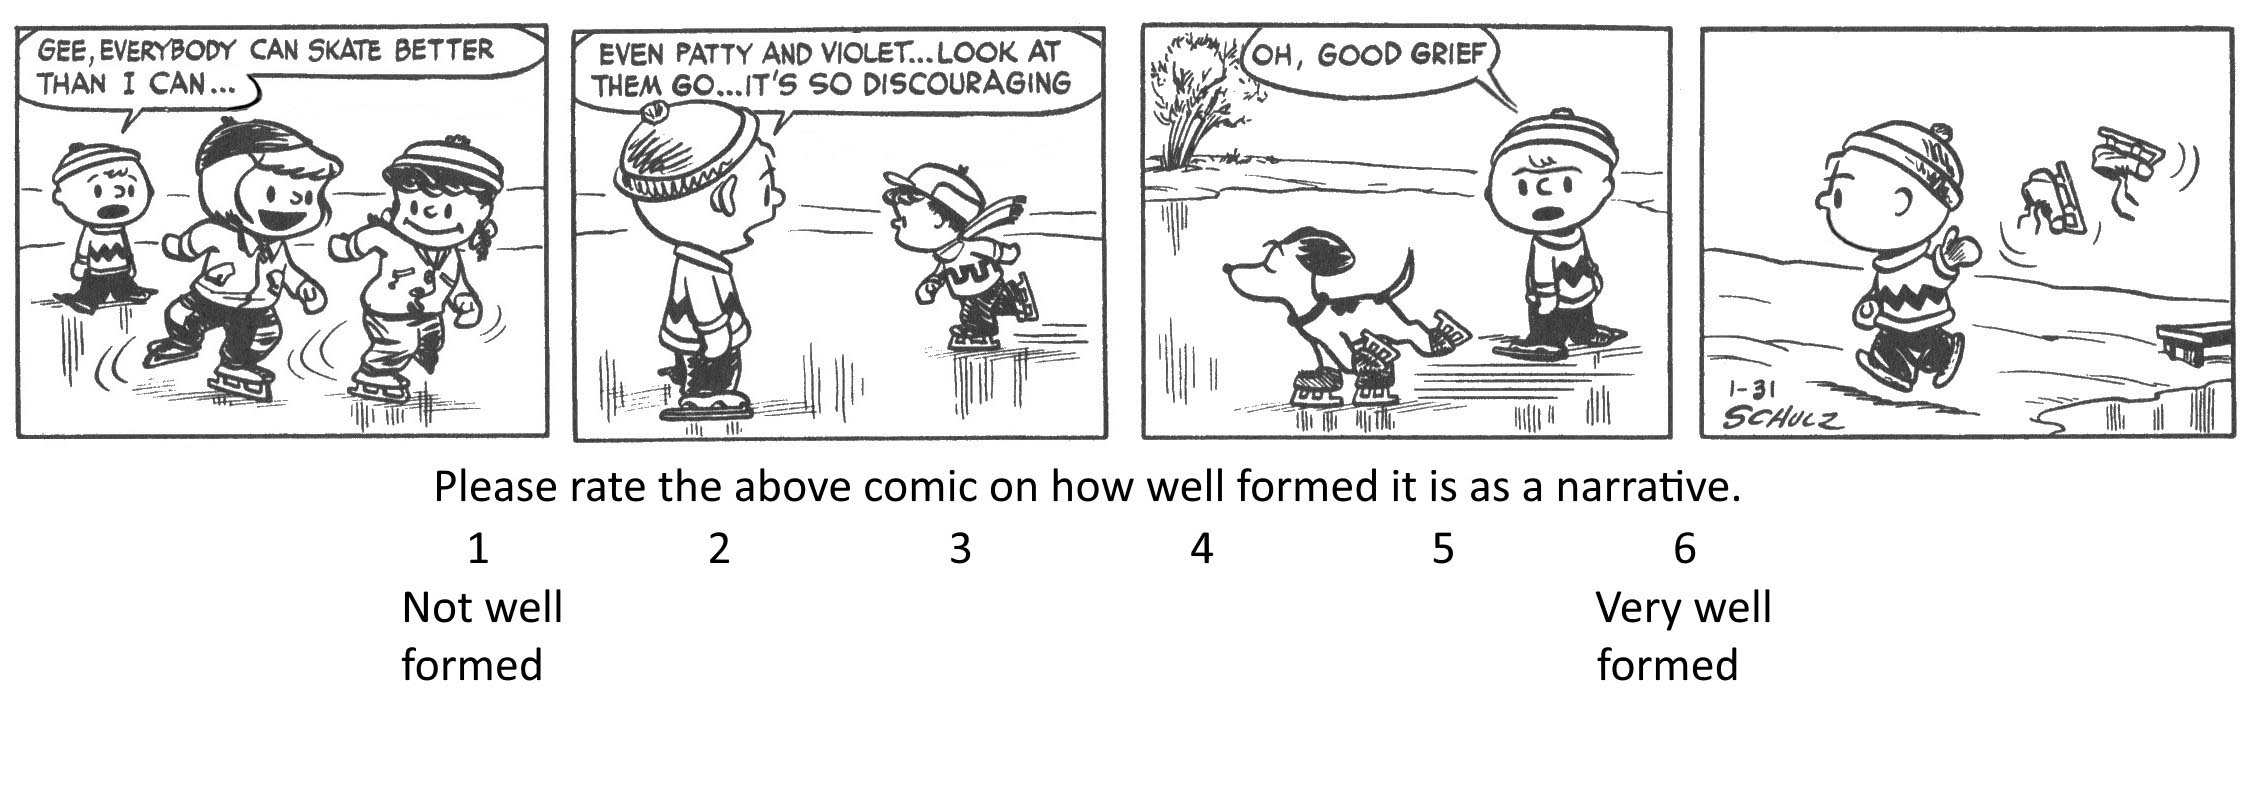 GEE, EVERYBODY CAN SKATE BETTER
THAN I CAN...
EVEN PATTY AND VIOLET...LOOK AT
THEM GO...IT'S SO DISCOURAGING
OH, GOOD GRIEF
1-31
SCHULZ
Please rate the above comic on how well formed it is as a narrative.
1 2 3 4 5 6
Not well
formed
Very well
formed